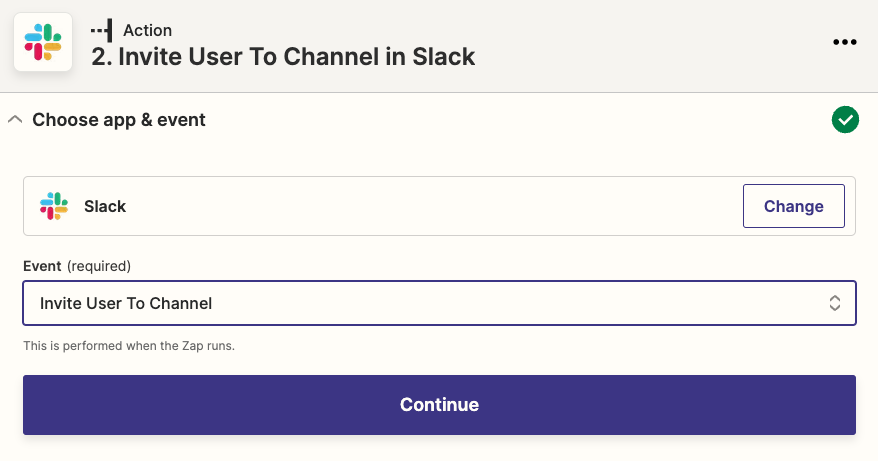 Action
2. Invite User To Channel in Slack
Choose app & event
Slack
Change
Event (required)
Invite User To Channel
This is performed when the Zap runs.
Continue